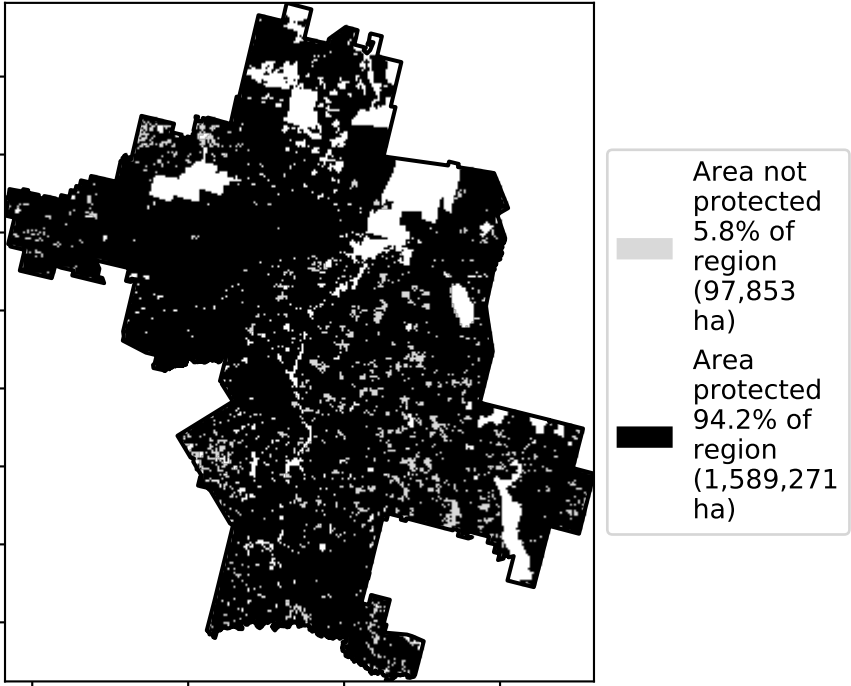 Area not
protected
5.8% of
region
(97,853
ha)
Area
protected
94.2% of
region
(1,589,271
ha)